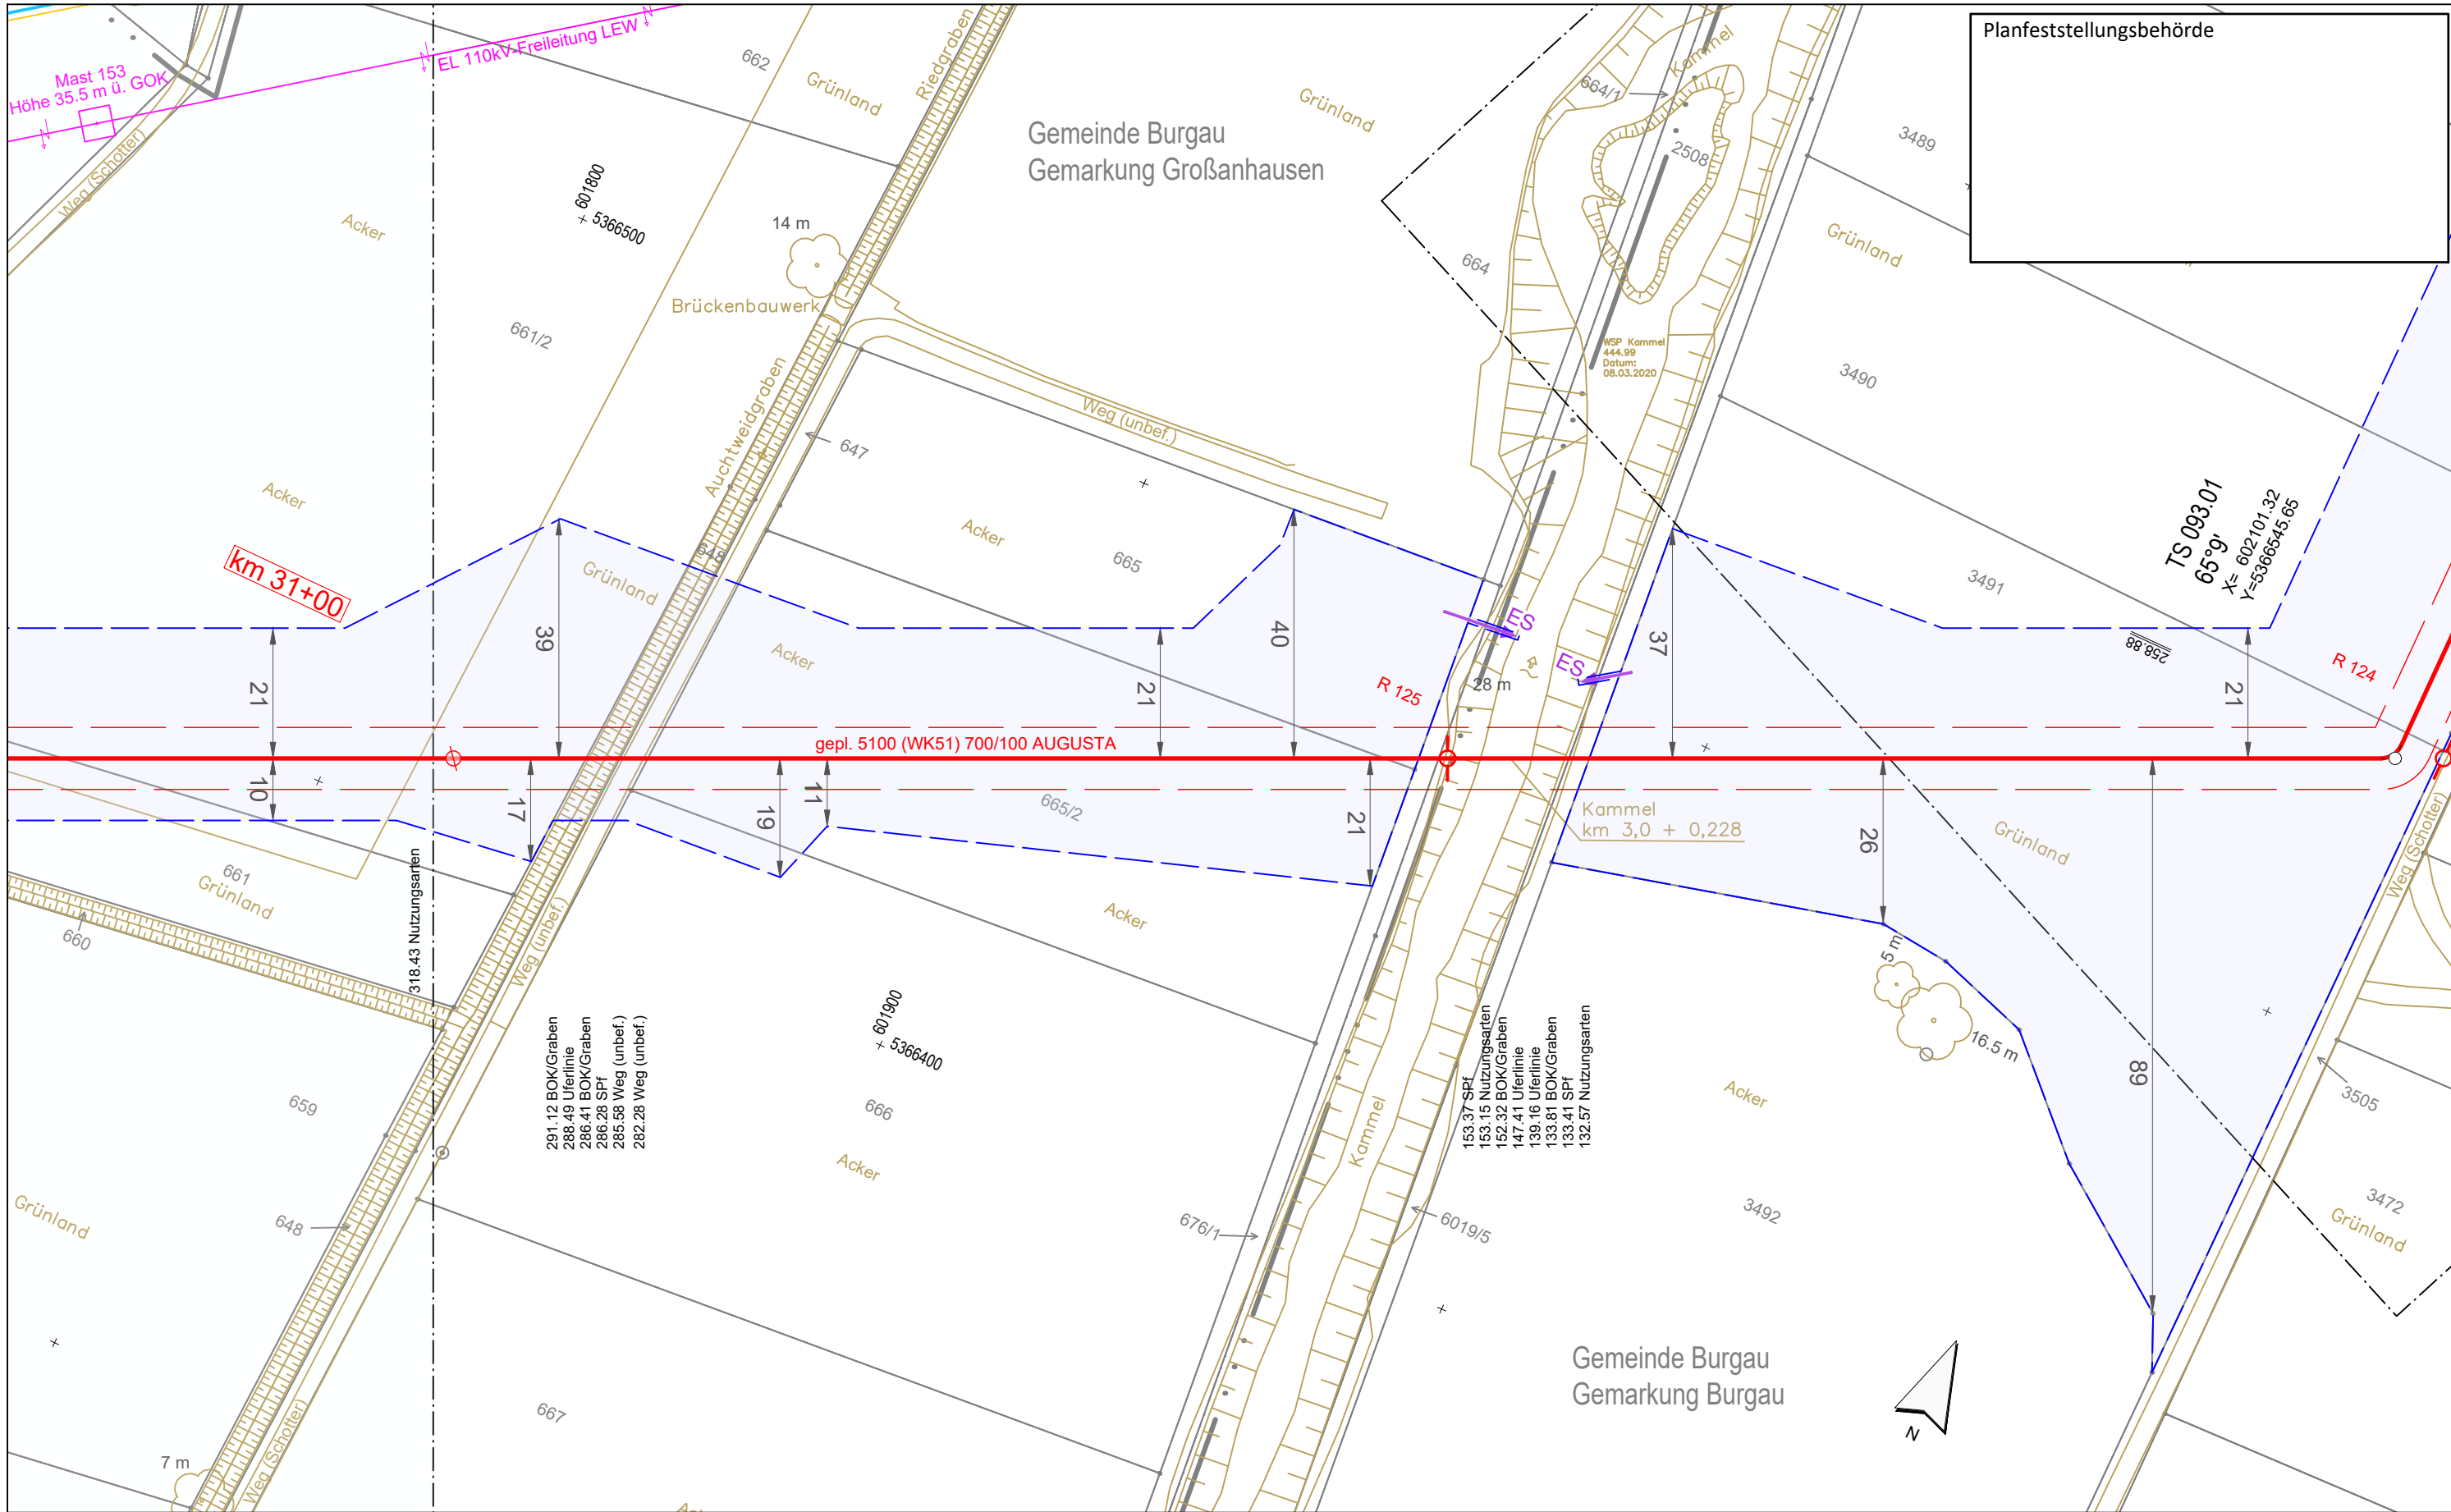 Planfeststellungsbehörde
Mast 153
Höhe 35.5 m ü. GOK
EL 110kV-Freileitung LEW
Weg (Schotter)
662
Grünland
Riedgraben
Gemeinde Burgau
Gemarkung Großanhausen
Grünland
Kammel
664/1
2508
3489
Grünland
601800
+ 5366500
Acker
14 m
Brückenbauwerk
661/2
664
WSP Kammel
444.99
Datum:
08.03.2020
3490
Auchtweidgraben
647
Weg (unbef.)
Acker
Acker
665
648
Grünland
km 31+00
TS 093.01
65°9'
X= 602101.32
Y=5366545.65
3491
258.88
ES
ES
39
40
37
21
21
21
Acker
R 125
28 m
R 124
gepl. 5100 (WK51) 700/100 AUGUSTA
10
17
19
11
21
26
89
665/2
Kammel
km 3,0 + 0,228
Grünland
Weg (Schotter)
661
Grünland
660
318.43 Nutzungsarten
Weg (unbef.)
Acker
5 m
16.5 m
601900
+ 5366400
291.12 BOK/Graben
288.49 Uferlinie
286.41 BOK/Graben
286.28 SPf
285.58 Weg (unbef.)
282.28 Weg (unbef.)
153.37 SPf
153.15 Nutzungsarten
152.32 BOK/Graben
147.41 Uferlinie
139.16 Uferlinie
133.81 BOK/Graben
133.41 SPf
132.57 Nutzungsarten
659
666
Acker
Kammel
Acker
3505
3472
Grünland
Grünland
648
676/1
6019/5
3492
Gemeinde Burgau
Gemarkung Burgau
N
667
7 m
Weg (Schotter)